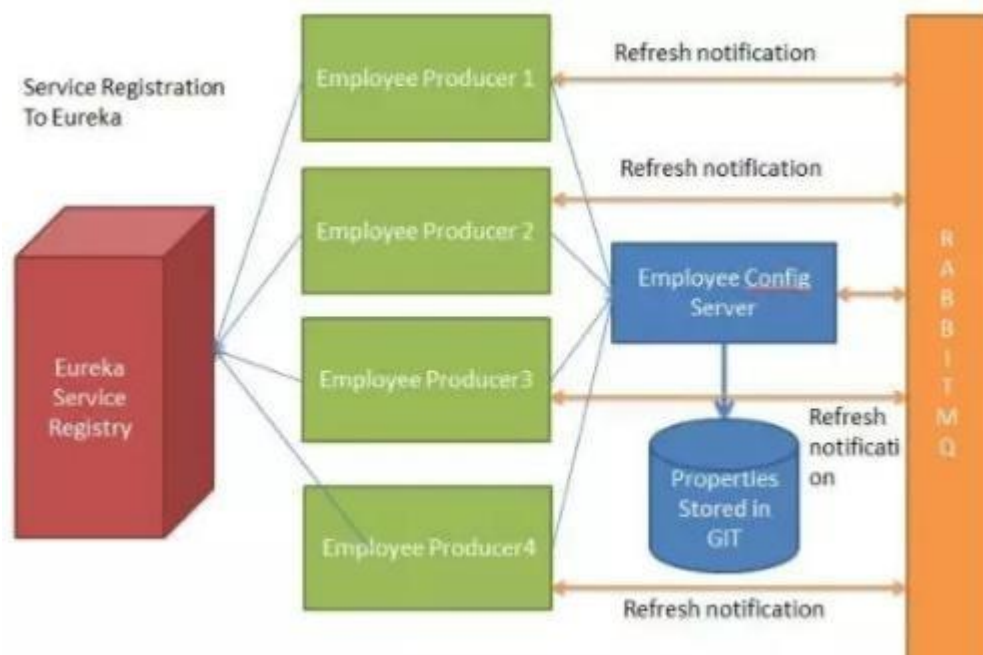 Service Registration
To Eureka
Eureka
Service
Registry
Employee Producer 1
Employee Producer 2
Employee Producer3
Employee Producer4
Refresh notification
Refresh notification
Employee Config
Server
Properties
Stored in
GIT
Refresh
notificati
on
Refresh notification
R
A
B
B
I
T
M
Q